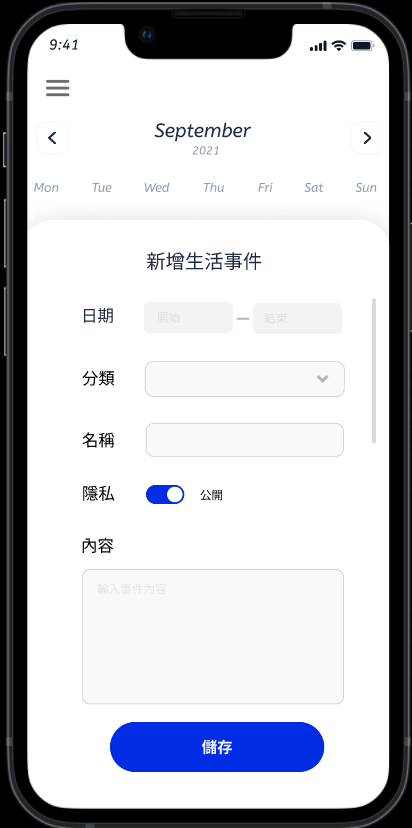 9:41
September
2021
Mon Tue Wed Thu Fri Sat Sun
新增生活事件
日期 開始 — 結束
分類
名稱
隱私 公開
內容
輸入事件內容
儲存